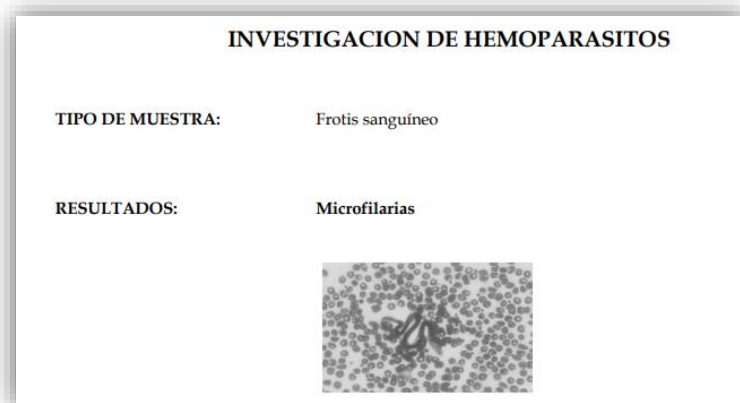 INVESTIGACION DE HEMOPARASITOS
TIPO DE MUESTRA: Frotis sanguíneo
RESULTADOS: Microfilarias